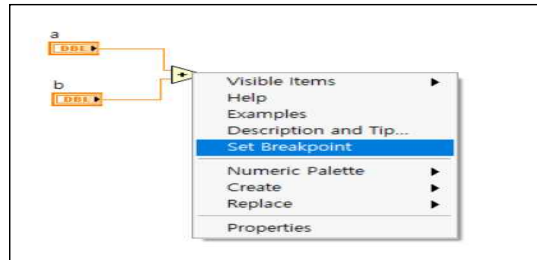 a
DBL
b
DBL
Visible Items
Help
Examples
Description and Tip...
Set Breakpoint
Numeric Palette
Create
Replace
Properties